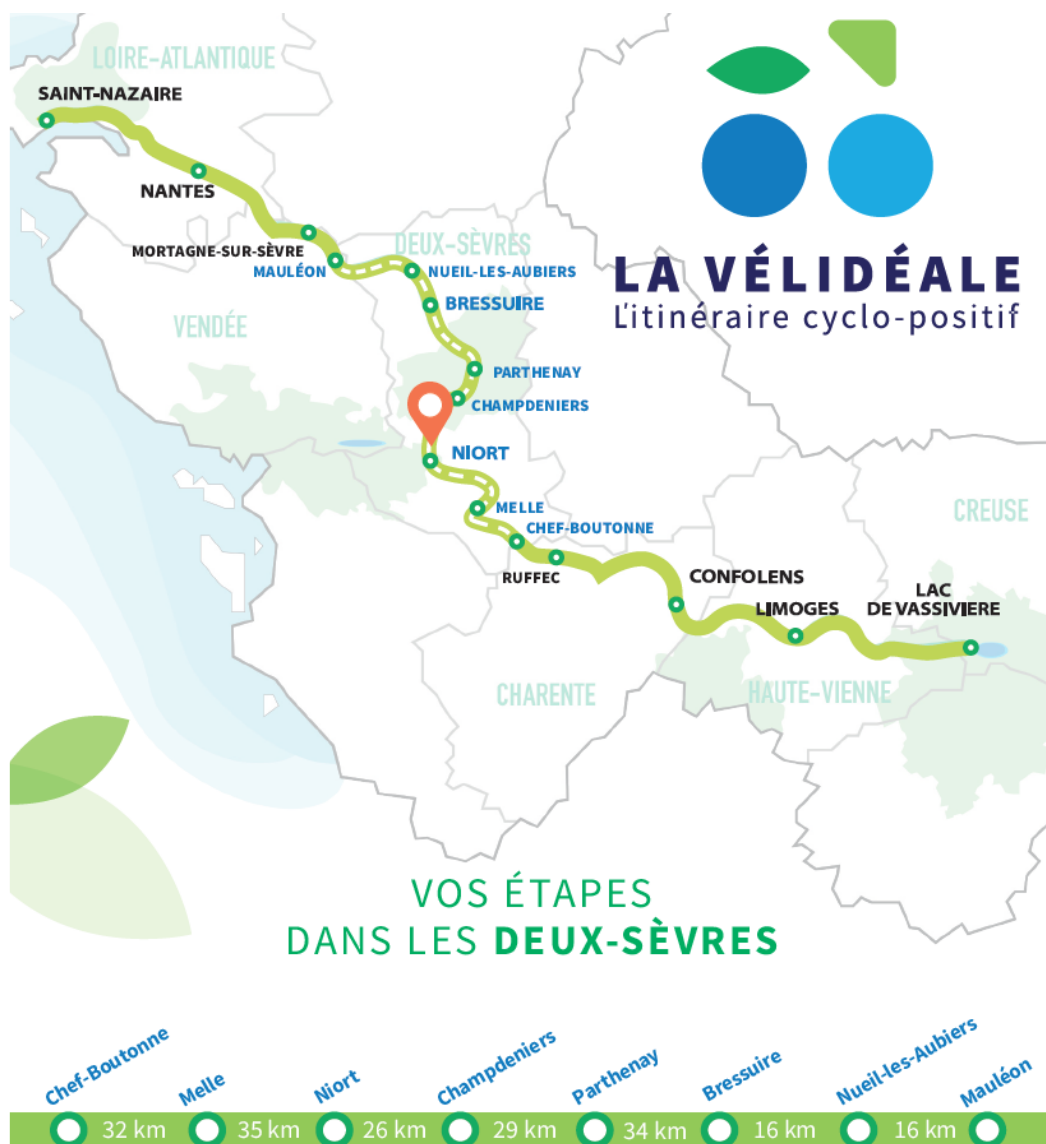 LOIRE-ATLANTIQUE
SAINT-NAZAIRE
NANTES
MORTAGNE-SUR-SÈVRE
MAULÉON
DEUX-SÈVRES
NUEIL-LES-AUBIERS
BRESSUIRE
LA VÉLIDÉALE
L'itinéraire cyclo-positif
VENDÉE
PARTHENAY
CHAMPDENIERS
NIORT
MELLE
CHEF-BOUTONNE
RUFFEC
CREUSE
CONFOLENS
LIMOGES
LAC
DE VASSIVIERE
CHARENTE
HAUTE-VIENNE
VOS ÉTAPES
DANS LES DEUX-SÈVRES
Chef-Boutonne Melle Niort Champdeniers Parthenay Bressuire Nueil-les-Aubiers Mauléon
32 km 35 km 26 km 29 km 34 km 16 km 16 km